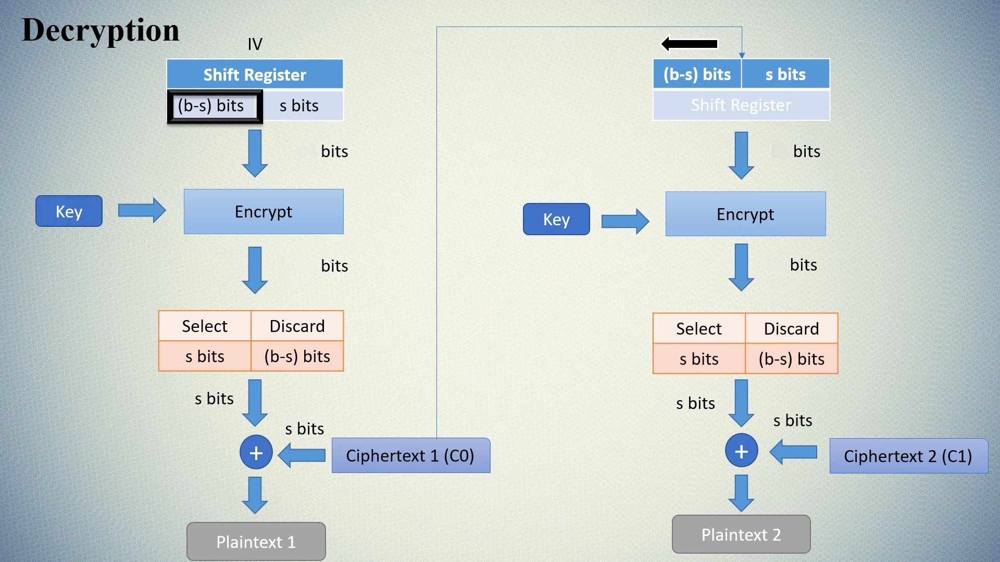 Decryption
IV
Shift Register
(b-s) bits
s bits
bits
Key
Encrypt
bits
Select
Discard
s bits
(b-s) bits
s bits
s bits
+
Ciphertext 1 (C0)
Plaintext 1
(b-s) bits
s bits
Shift Register
bits
Key
Encrypt
bits
Select
Discard
s bits
(b-s) bits
s bits
s bits
+
Ciphertext 2 (C1)
Plaintext 2